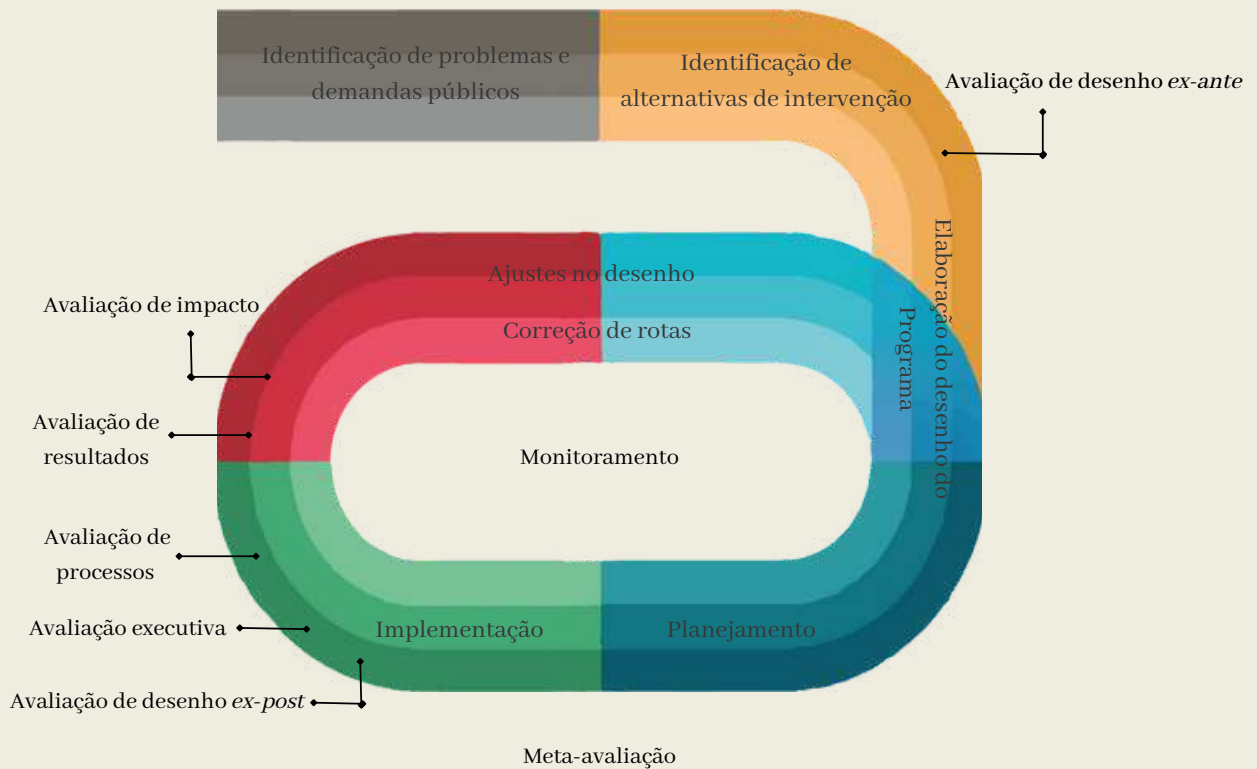 Identificação de problemas e
demandas públicos
Identificação de
alternativas de intervenção
Avaliação de desenho ex-ante
Elaboração do desenho do
Programa
Ajustes no desenho
Correção de rotas
Avaliação de impacto
Avaliação de
resultados
Monitoramento
Avaliação de
processos
Avaliação executiva
Implementação
Planejamento
Avaliação de desenho ex-post
Meta-avaliação